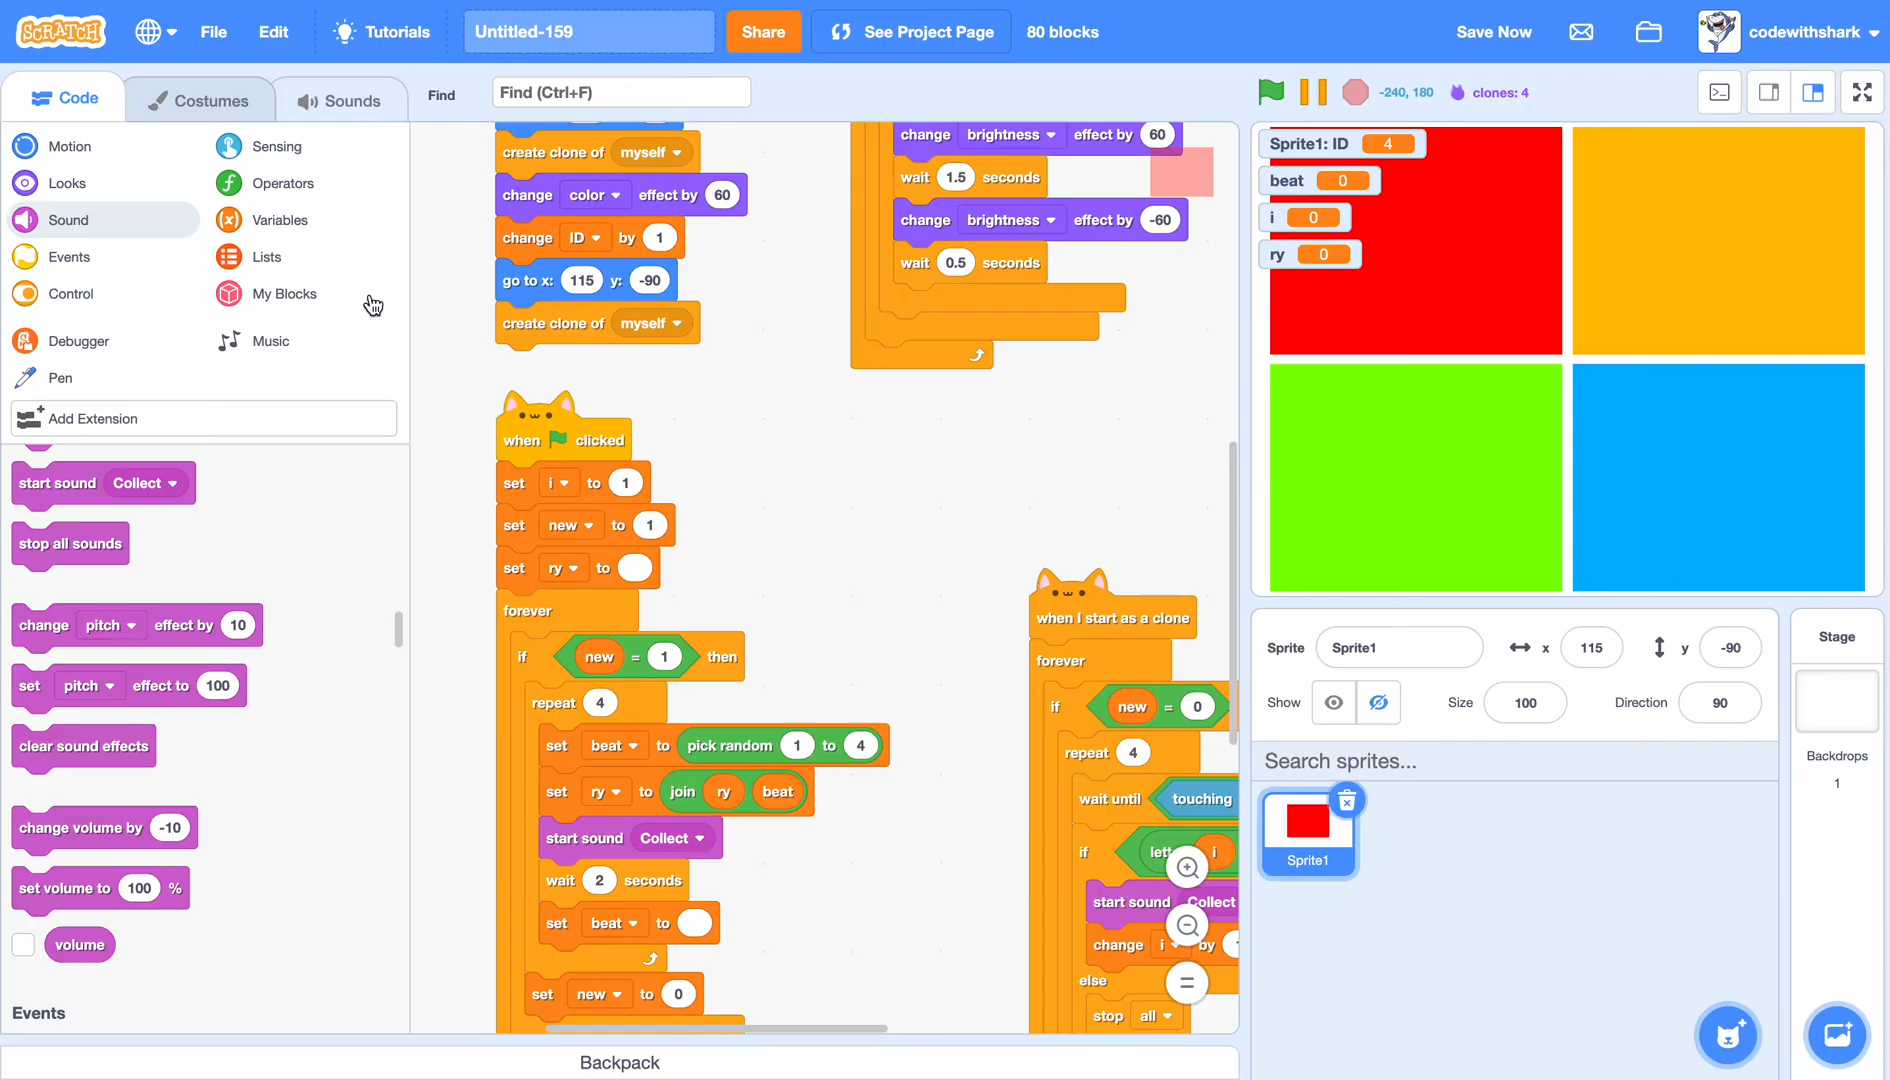 SCRATCH
File
Edit
Tutorials
Untitled-159
Share
See Project Page
80 blocks
Save Now
codewithshark
Code
Costumes
Sounds
Find
Find (Ctrl+F)
-240, 180
clones: 4
Motion
Looks
Sound
Events
Control
Debugger
Pen
Sensing
Operators
Variables
Lists
My Blocks
Music
Add Extension
start sound Collect
stop all sounds
change pitch effect by 10
set pitch effect to 100
clear sound effects
change volume by -10
set volume to 100 %
volume
Events
create clone of myself
change color effect by 60
change ID by 1
go to x: 115 y: -90
create clone of myself
when clicked
set i to 1
set new to 1
set ry to
forever
if new = 1 then
repeat 4
set beat to pick random 1 to 4
set ry to join ry beat
start sound Collect
wait 2 seconds
set beat to
set new to 0
change brightness effect by 60
wait 1.5 seconds
change brightness effect by -60
wait 0.5 seconds
when I start as a clone
forever
if new = 0
repeat 4
wait until touching
if lett i
start sound Collect
change i by
else
stop all
Sprite1: ID 4
beat 0
i 0
ry 0
Sprite Sprite1 x 115 y -90
Show Size 100 Direction 90
Search sprites...
Sprite1
Stage
Backdrops
1
Backpack